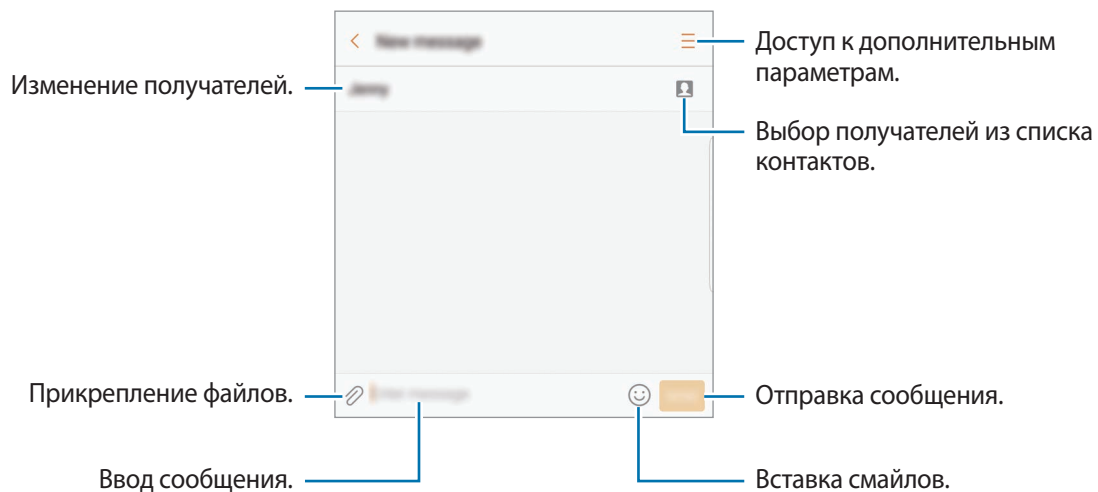 New message
Доступ к дополнительным
параметрам.
Изменение получателей.
Jenny
Выбор получателей из списка
контактов.
Прикрепление файлов.
Enter message
Отправка сообщения.
Ввод сообщения.
Вставка смайлов.